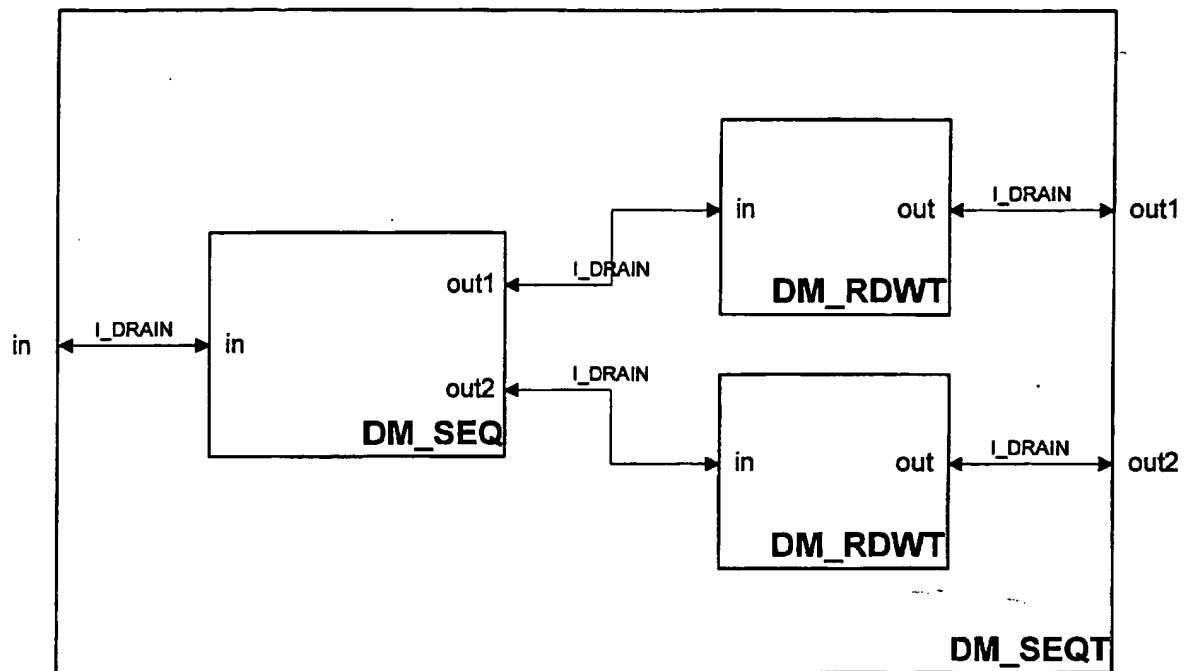 in out I_DRAIN out1
I_DRAIN
out1
DM_RDWT
in I_DRAIN in
I_DRAIN
out2
DM_SEQ
in out I_DRAIN out2
DM_RDWT
DM_SEQT